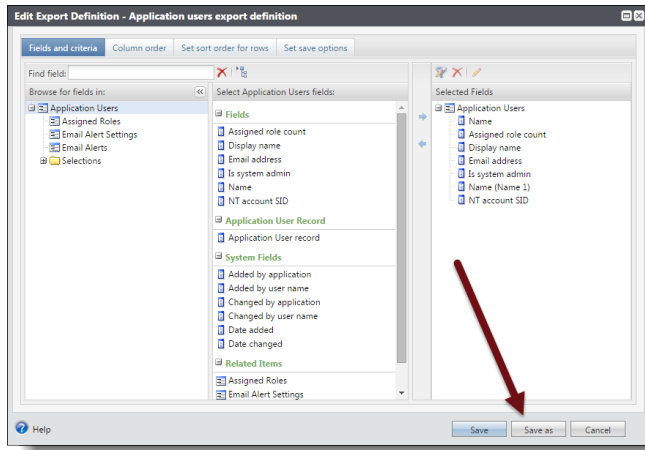 Edit Export Definition - Application users export definition
Fields and criteria
Column order
Set sort order for rows
Set save options
Find field:
Browse for fields in:
Application Users
Assigned Roles
Email Alert Settings
Email Alerts
Selections
Select Application Users fields:
Fields
Assigned role count
Display name
Email address
Is system admin
Name
NT account SID
Application User Record
Application User record
System Fields
Added by application
Added by user name
Changed by application
Changed by user name
Date added
Date changed
Related Items
Assigned Roles
Email Alert Settings
Selected Fields
Application Users
Name
Assigned role count
Display name
Email address
Is system admin
Name (Name 1)
NT account SID
Help
Save
Save as
Cancel